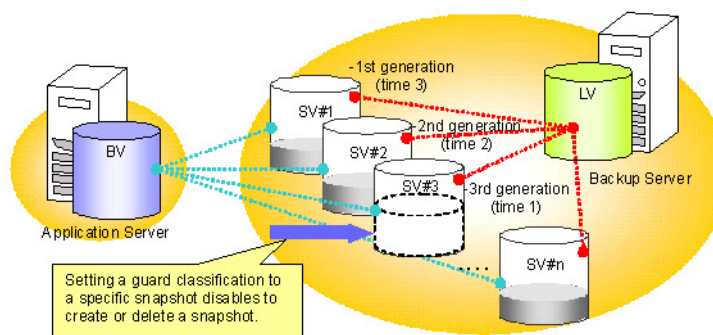 -1st generation
(time 3)
LV
SV#1
-2nd generation
(time 2)
SV#2
BV
SV#3
Backup Server
-3rd generation
(time 1)
Application Server
SV#n
.....
Setting a guard classification to
a specific snapshot disables to
create or delete a snapshot.